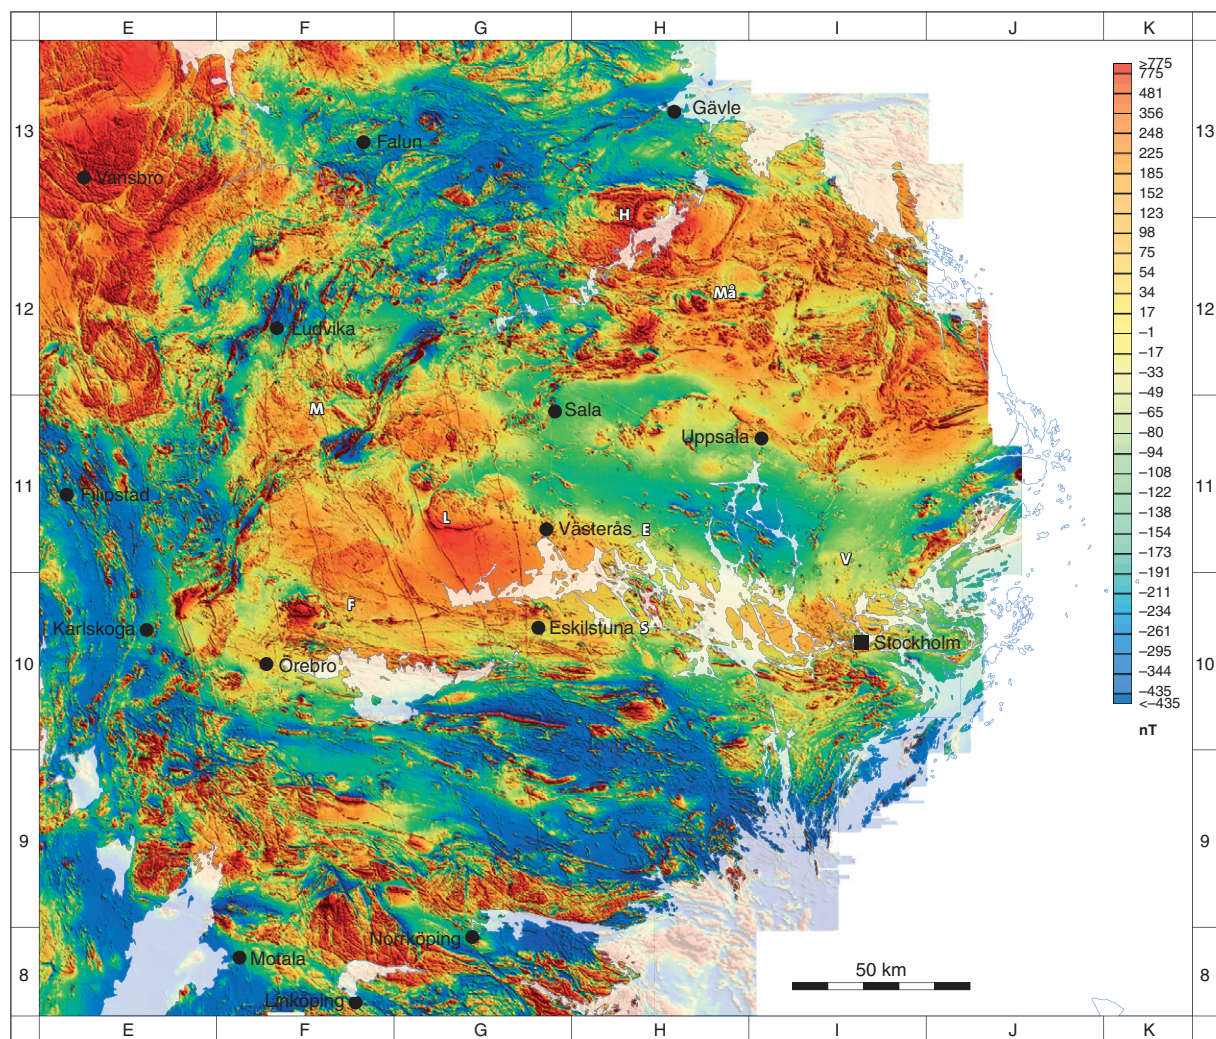 E F G H I J K
13 13
Gävle
Falun
Vansbro
H
Må
12 12
Ludvika
M
Sala
Uppsala
11 11
Filipstad
L
Västerås E
V
F
Karlskoga Eskilstuna S
Stockholm
Örebro
10 10
9 9
Norrköping
Motala
50 km
8 8
Linköping
E F G H I J K
>775
775
481
356
248
225
185
152
123
98
75
54
34
17
–1
–17
–33
–49
–65
–80
–94
–108
–122
–138
–154
–173
–191
–211
–234
–261
–295
–344
–435
<–435
nT